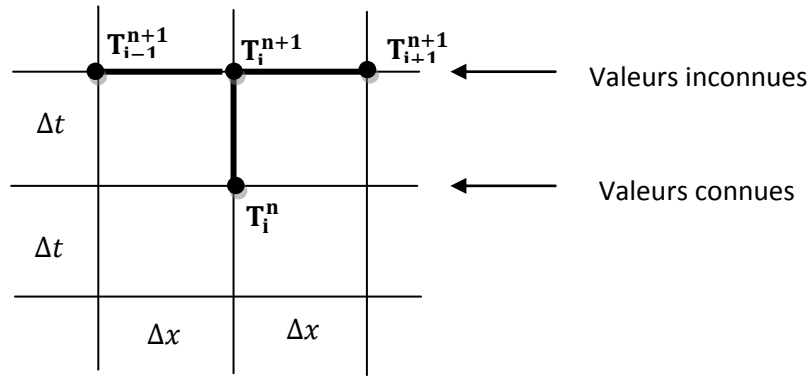 T_{i−1}^{n+1} T_i^{n+1} T_{i+1}^{n+1}
Valeurs inconnues
Δt
Valeurs connues
T_i^n
Δt
Δx Δx